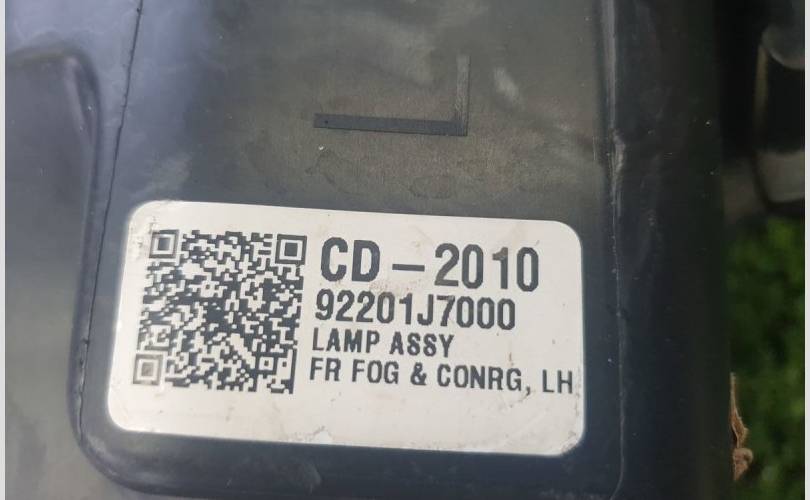 L
CD-2010
92201J7000
LAMP ASSY
FR FOG & CONRG, LH